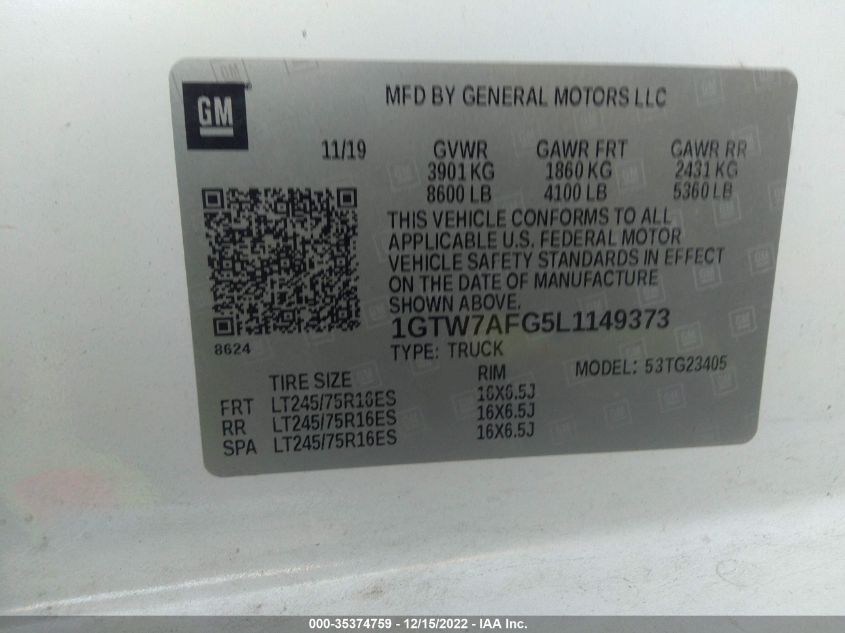 GM
MFD BY GENERAL MOTORS LLC
11/19 GVWR GAWR FRT GAWR RR
3901 KG 1860 KG 2431 KG
8600 LB 4100 LB 5360 LB
THIS VEHICLE CONFORMS TO ALL
APPLICABLE U.S. FEDERAL MOTOR
VEHICLE SAFETY STANDARDS IN EFFECT
ON THE DATE OF MANUFACTURE
SHOWN ABOVE.
1GTW7AFG5L1149373
8624
TYPE: TRUCK MODEL: 53TG23405
TIRE SIZE RIM
FRT LT245/75R16ES 16X6.5J
RR LT245/75R16ES 16X6.5J
SPA LT245/75R16ES 16X6.5J
000-35374759 - 12/15/2022 - IAA Inc.